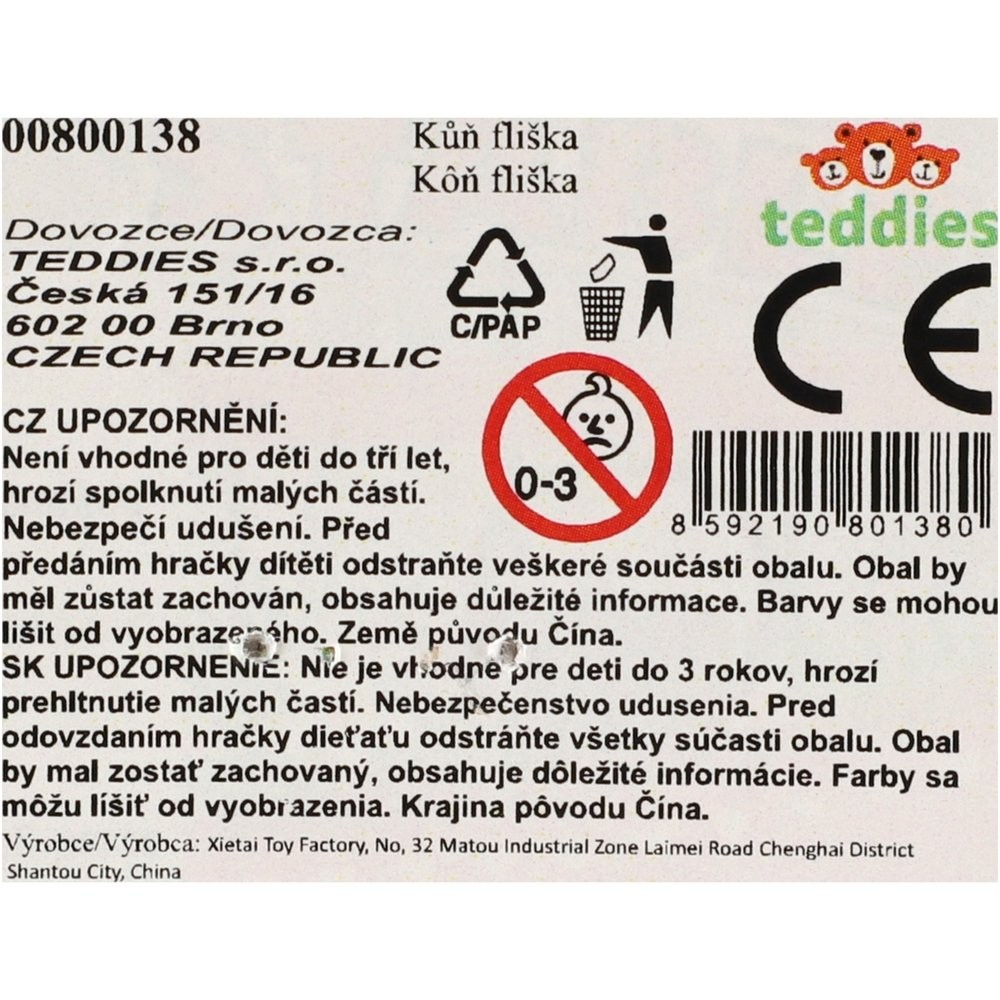 00800138
Kůň fliška
Kôň fliška
teddies
Dovozce/Dovozca:
TEDDIES s.r.o.
Česká 151/16
602 00 Brno
CZECH REPUBLIC
C/PAP
CE
0-3
8 592190 801380
CZ UPOZORNĚNÍ:
Není vhodné pro děti do tří let,
hrozí spolknutí malých částí.
Nebezpečí udušení. Před
předáním hračky dítěti odstraňte veškeré součásti obalu. Obal by
měl zůstat zachován, obsahuje důležité informace. Barvy se mohou
lišit od vyobrazeného. Země původu Čína.
SK UPOZORNENIE: Nie je vhodné pre deti do 3 rokov, hrozí
prehltnutie malých častí. Nebezpečenstvo udusenia. Pred
odovzdaním hračky dieťaťu odstráňte všetky súčasti obalu. Obal
by mal zostať zachovaný, obsahuje dôležité informácie. Farby sa
môžu líšiť od vyobrazenia. Krajina pôvodu Čína.
Výrobce/Výrobca: Xietai Toy Factory, No, 32 Matou Industrial Zone Laimei Road Chenghai District
Shantou City, China